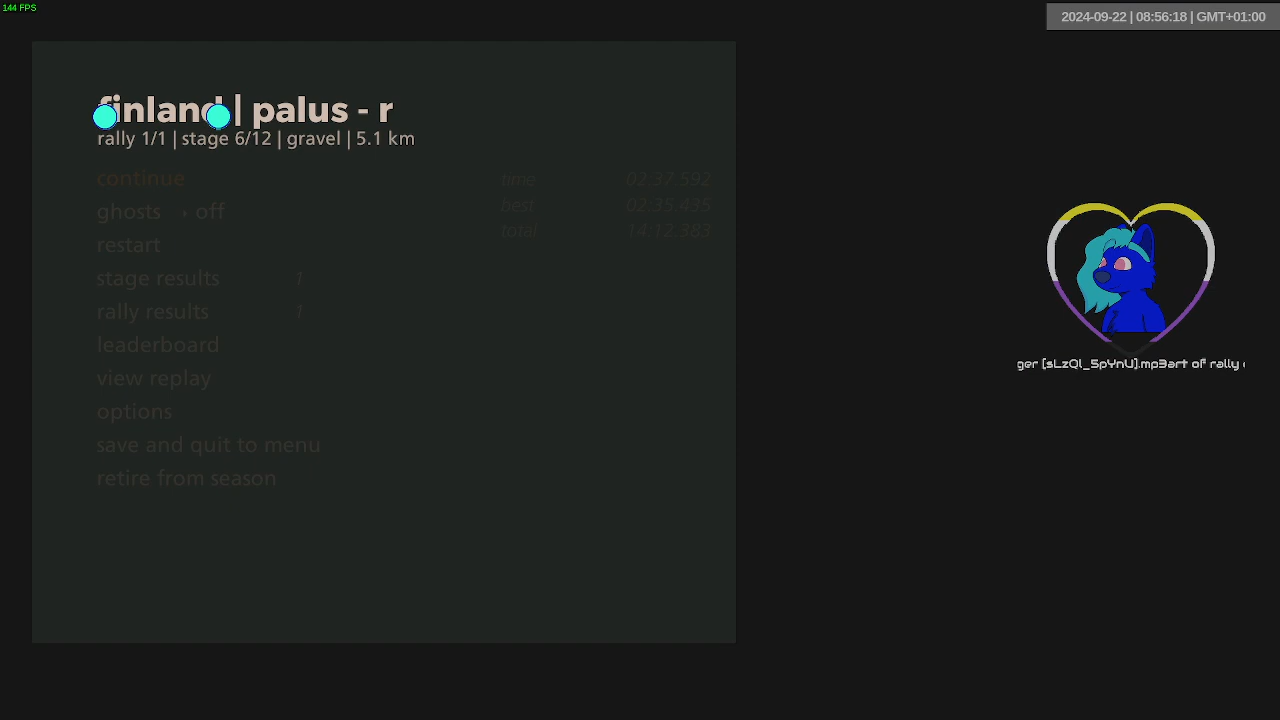 144 FPS
2024-09-22 | 08:56:18 | GMT+01:00
finland | palus - r
rally 1/1 | stage 6/12 | gravel | 5.1 km
continue
time 02:37.592
ghosts → off
best 02:35.435
restart
total 14:12.383
stage results 1
rally results 1
leaderboard
view replay
options
save and quit to menu
retire from season
ger [sLzQl_5pYnU].mp3art of rally